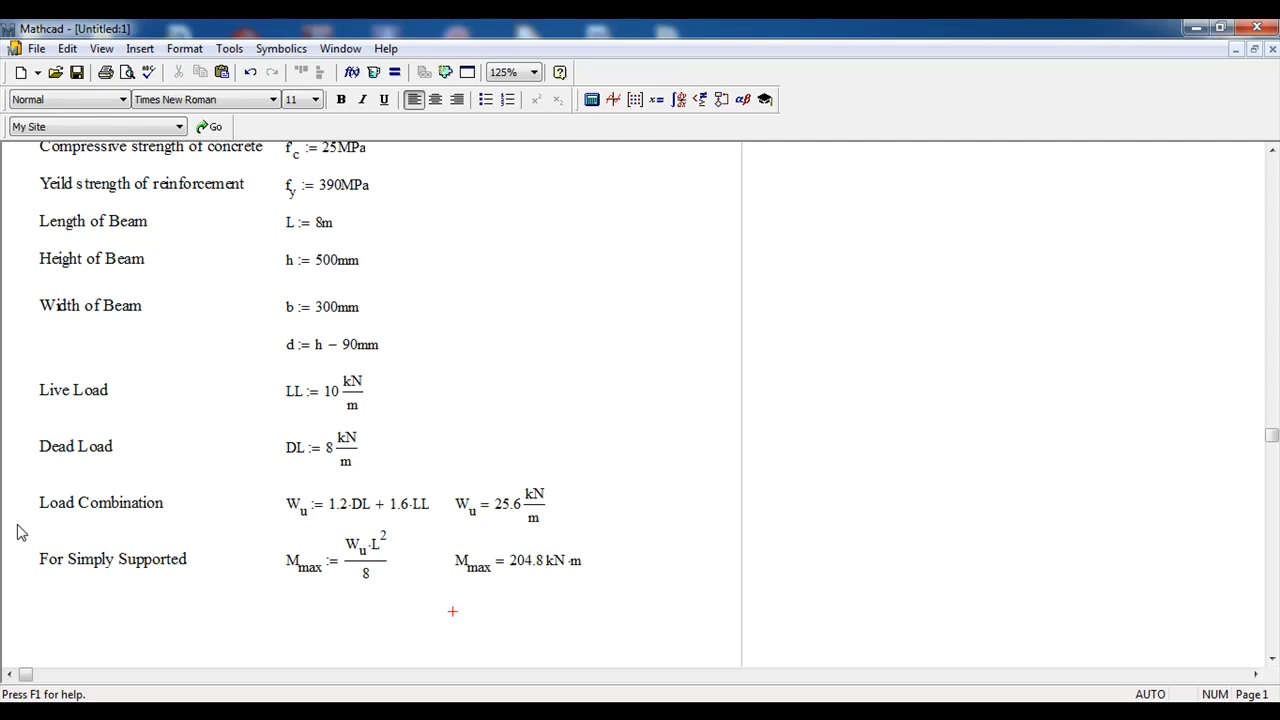 Mathcad - [Untitled:1]
File Edit View Insert Format Tools Symbolics Window Help
125%
Normal Times New Roman 11 B I U
My Site Go
Compressive strength of concrete f'c := 25MPa
Yeild strength of reinforcement fy := 390MPa
Length of Beam L := 8m
Height of Beam h := 500mm
Width of Beam b := 300mm
d := h − 90mm
Live Load LL := 10 kN/m
Dead Load DL := 8 kN/m
Load Combination Wu := 1.2·DL + 1.6·LL Wu = 25.6 kN/m
For Simply Supported Mmax := Wu·L²/8 Mmax = 204.8 kN·m
Press F1 for help. AUTO NUM Page 1